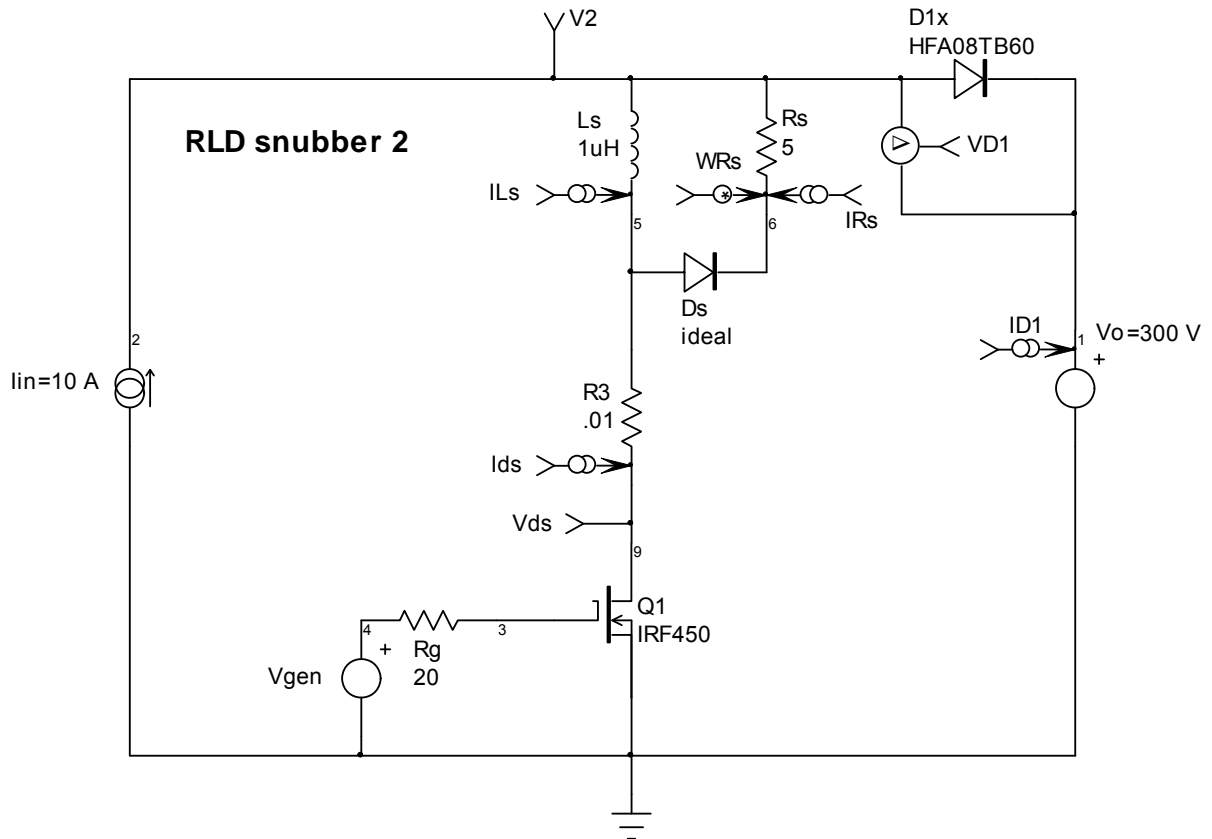 V2
D1x
HFA08TB60
RLD snubber 2
Ls
1uH
Rs
5
WRs
VD1
V
ILs
*
IRs
5
6
Ds
ideal
2
ID1
1
Vo=300 V
+
Iin=10 A
R3
.01
Ids
Vds
9
Q1
IRF450
4
3
+
Rg
20
Vgen